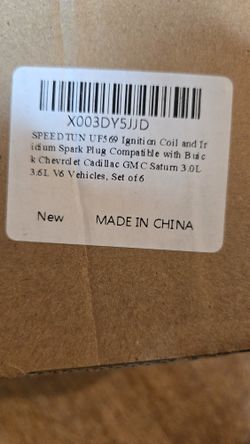 X003DY5JJD
SPEEDTUN UF569 Ignition Coil and Ir
idium Spark Plug Compatible with Buic
k Chevrolet Cadillac GMC Saturn 3.0L
3.6L V6 Vehicles, Set of 6
New MADE IN CHINA